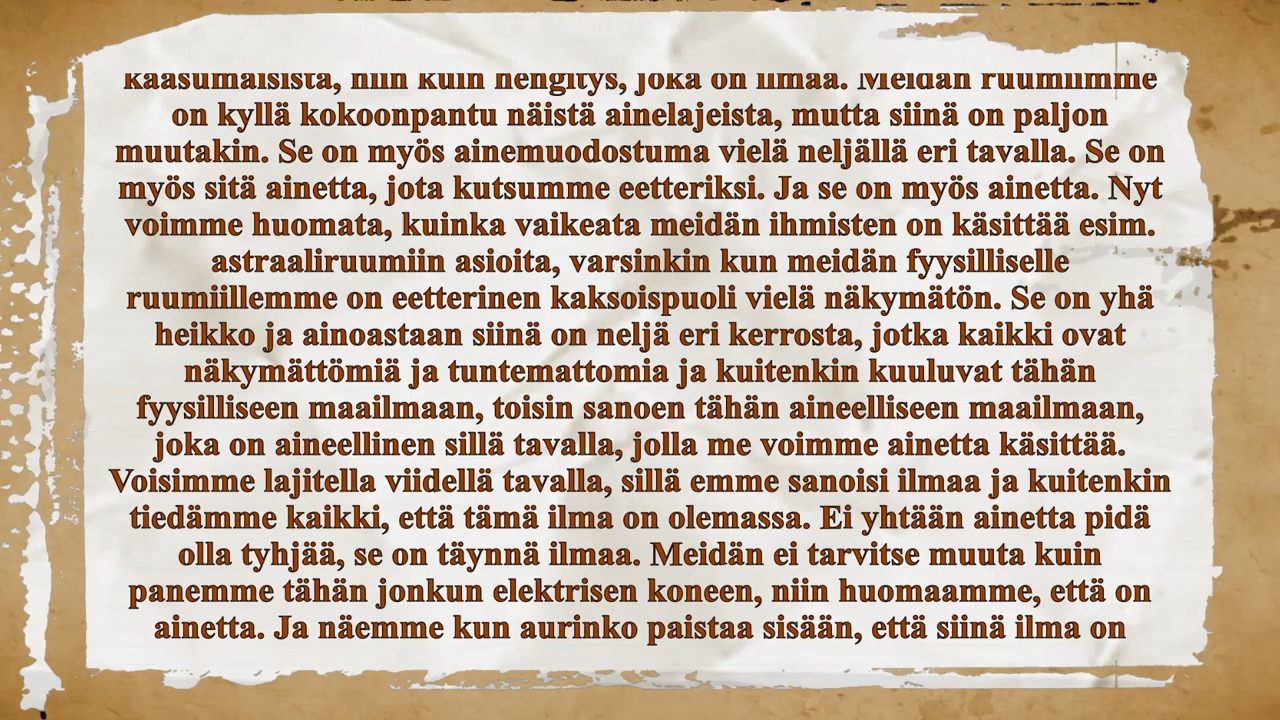 kaasumaisista, niin kuin hengitys, joka on ilmaa. Meidän ruumiimme
on kyllä kokoonpantu näistä ainelajeista, mutta siinä on paljon
muutakin. Se on myös ainemuodostuma vielä neljällä eri tavalla. Se on
myös sitä ainetta, jota kutsumme eetteriksi. Ja se on myös ainetta. Nyt
voimme huomata, kuinka vaikeata meidän ihmisten on käsittää esim.
astraaliruumiin asioita, varsinkin kun meidän fyysilliselle
ruumiillemme on eetterinen kaksoispuoli vielä näkymätön. Se on yhä
heikko ja ainoastaan siinä on neljä eri kerrosta, jotka kaikki ovat
näkymättömiä ja tuntemattomia ja kuitenkin kuuluvat tähän
fyysilliseen maailmaan, toisin sanoen tähän aineelliseen maailmaan,
joka on aineellinen sillä tavalla, jolla me voimme ainetta käsittää.
Voisimme lajitella viidellä tavalla, sillä emme sanoisi ilmaa ja kuitenkin
tiedämme kaikki, että tämä ilma on olemassa. Ei yhtään ainetta pidä
olla tyhjää, se on täynnä ilmaa. Meidän ei tarvitse muuta kuin
panemme tähän jonkun elektrisen koneen, niin huomaamme, että on
ainetta. Ja näemme kun aurinko paistaa sisään, että siinä ilma on